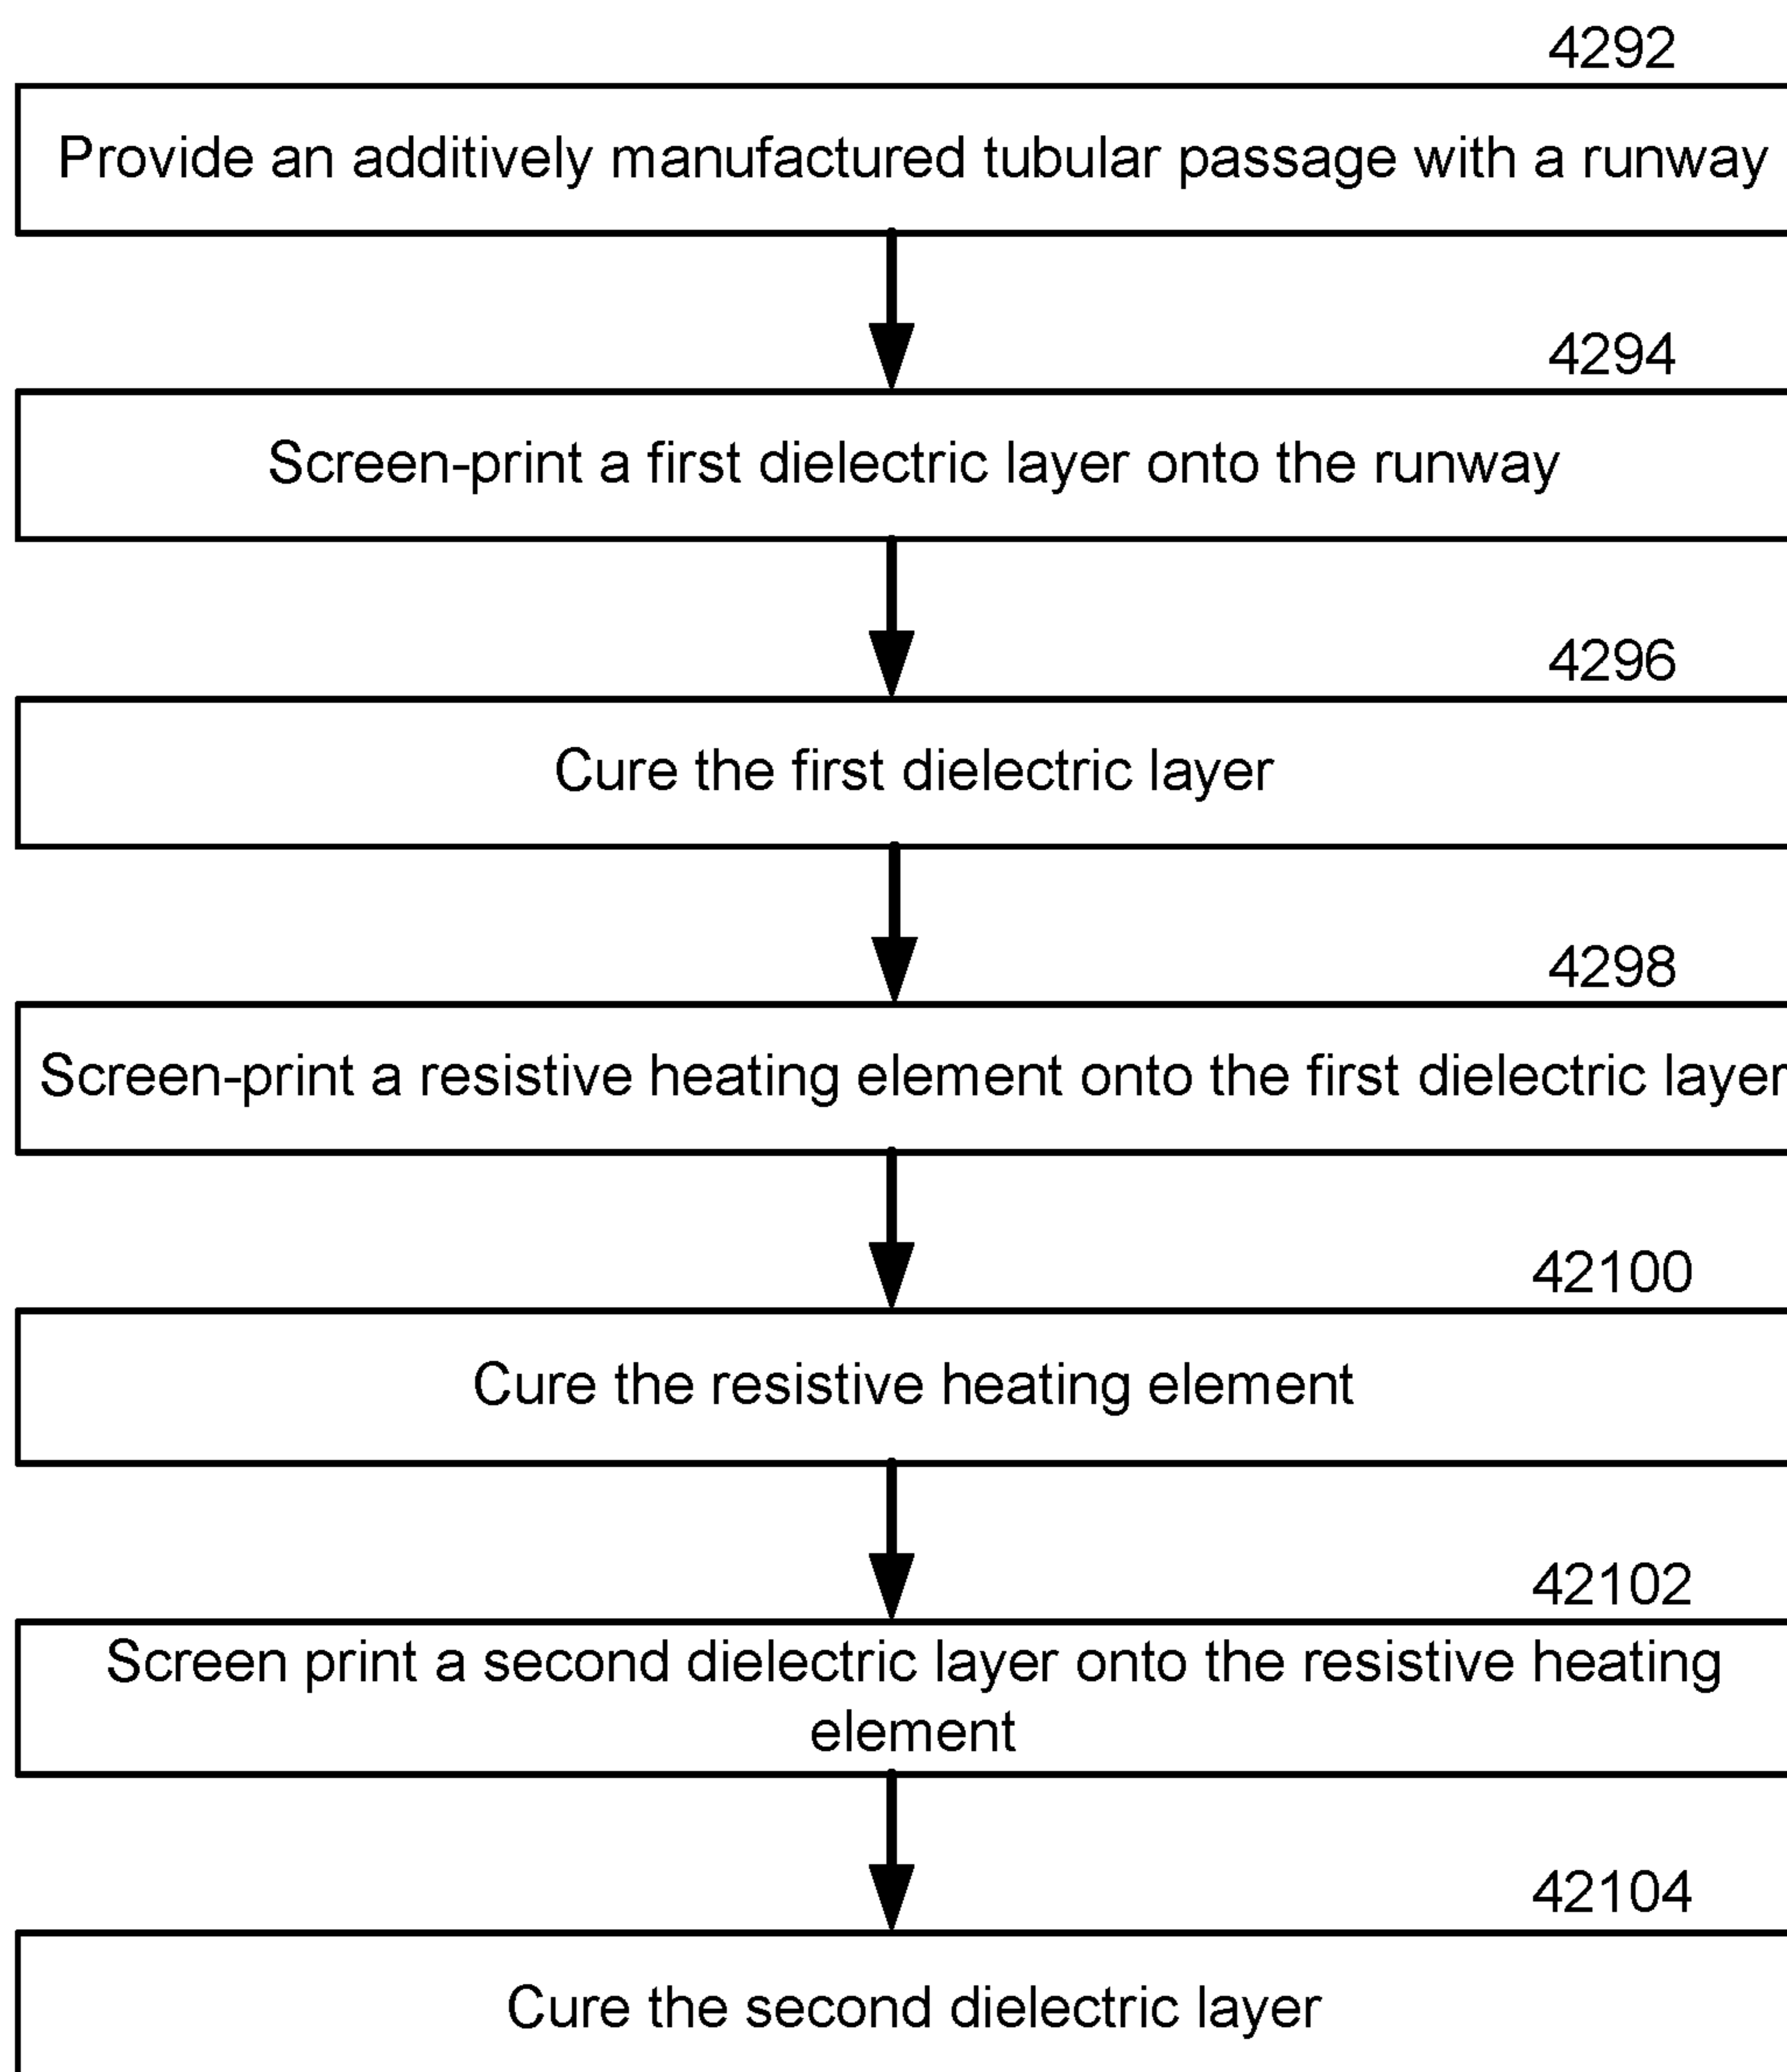 4292
Provide an additively manufactured tubular passage with a runway
4294
Screen-print a first dielectric layer onto the runway
4296
Cure the first dielectric layer
4298
Screen-print a resistive heating element onto the first dielectric layer
42100
Cure the resistive heating element
42102
Screen print a second dielectric layer onto the resistive heating
element
42104
Cure the second dielectric layer